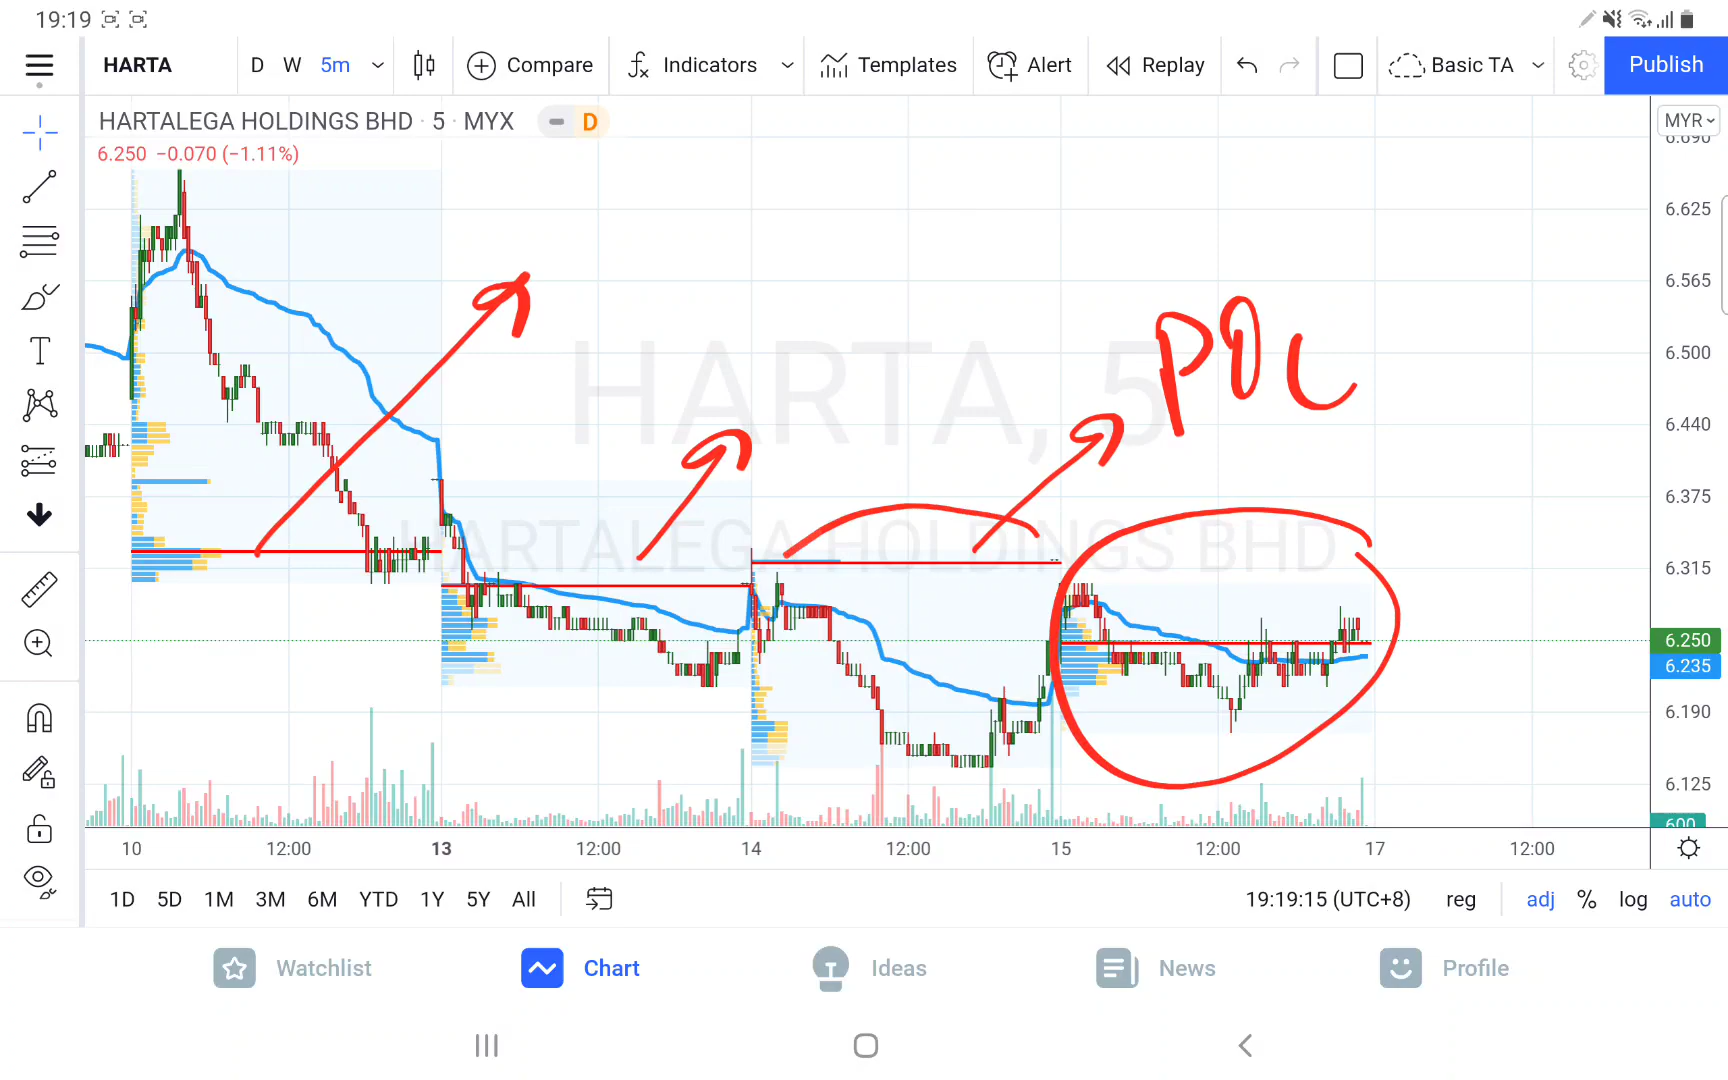 19:19
HARTA D W 5m Compare Indicators Templates Alert Replay Basic TA Publish
HARTALEGA HOLDINGS BHD · 5 · MYX D
MYR
6.250 −0.070 (−1.11%)
6.690
6.625
6.565
6.500
6.440
6.375
6.315
6.250
6.235
6.190
6.125
600
HARTA, 5
HARTALEGA HOLDINGS BHD
POC
10 12:00 13 12:00 14 12:00 15 12:00 17 12:00
1D 5D 1M 3M 6M YTD 1Y 5Y All 19:19:15 (UTC+8) reg adj % log auto
Watchlist Chart Ideas News Profile